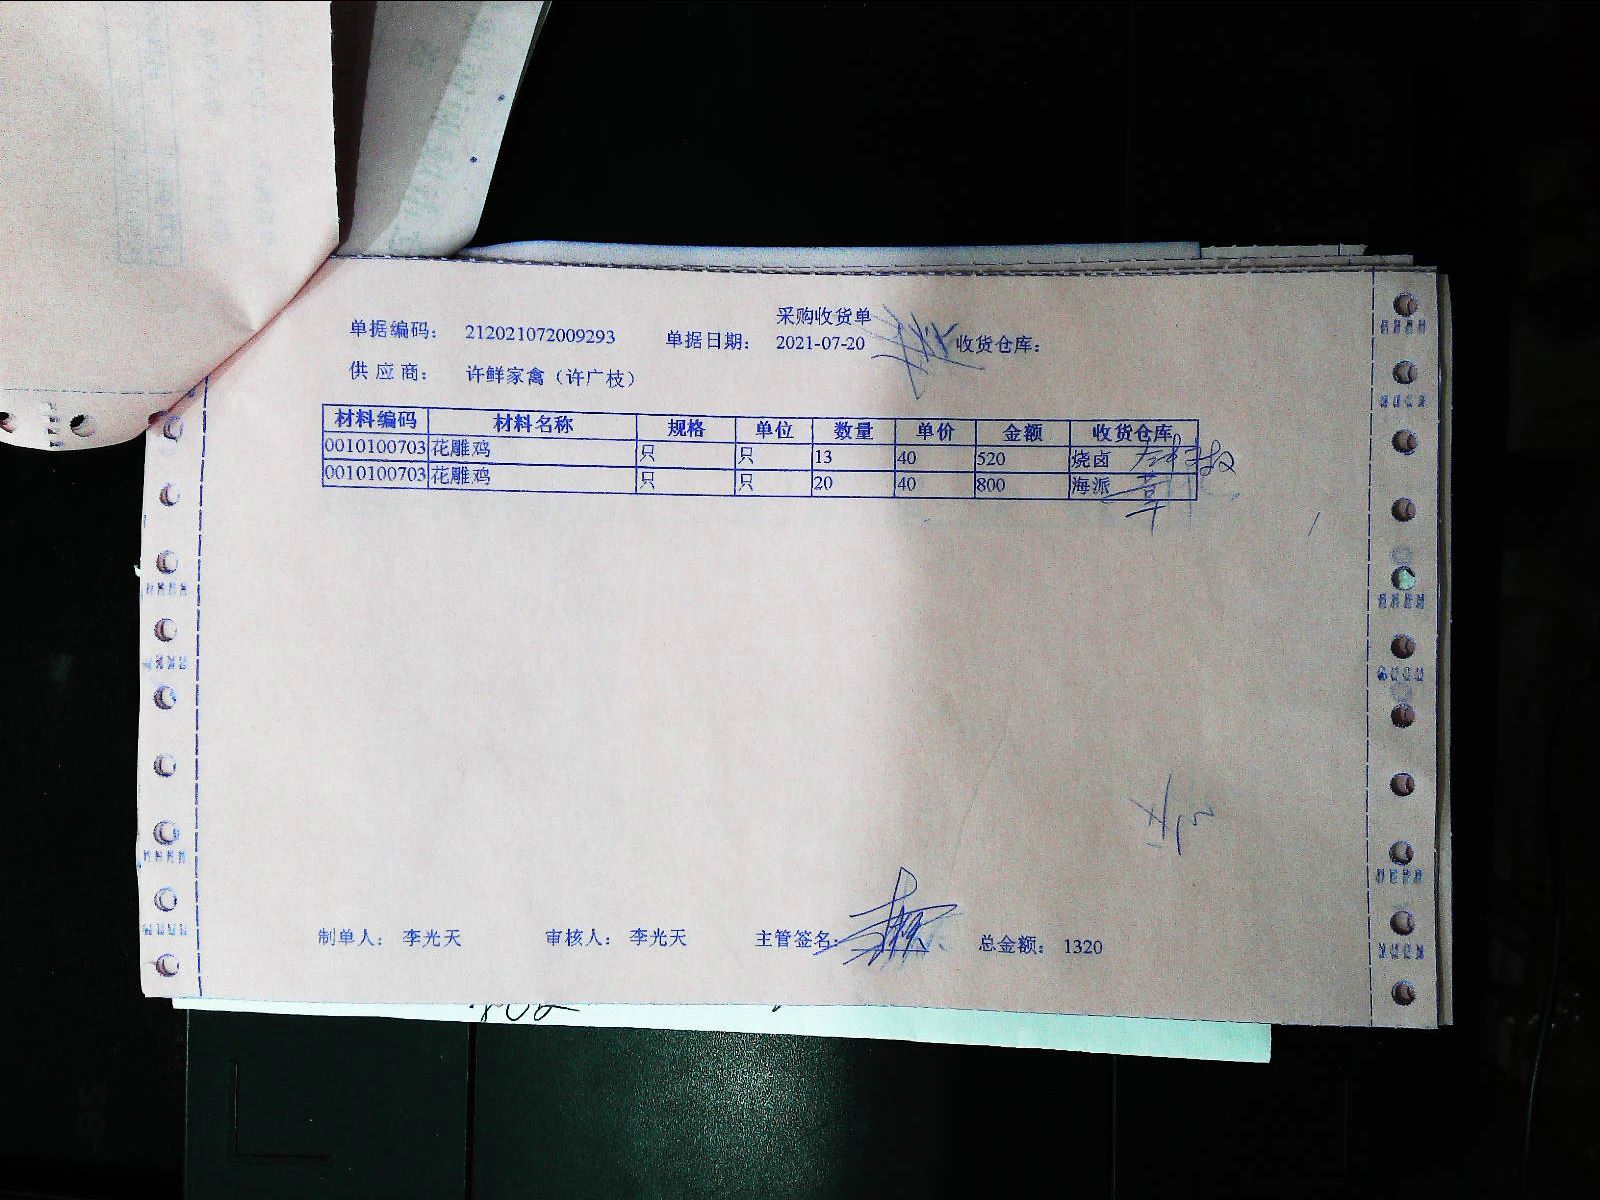 采购收货单
单据编码： 212021072009293 单据日期： 2021-07-20 收货仓库：
供应商： 许鲜家禽（许广枝）
材料编码 材料名称 规格 单位 数量 单价 金额 收货仓库
0010100703 花雕鸡 只 只 13 40 520 烧卤
0010100703 花雕鸡 只 只 20 40 800 海派
制单人： 李光天 审核人： 李光天 主管签名： 总金额： 1320